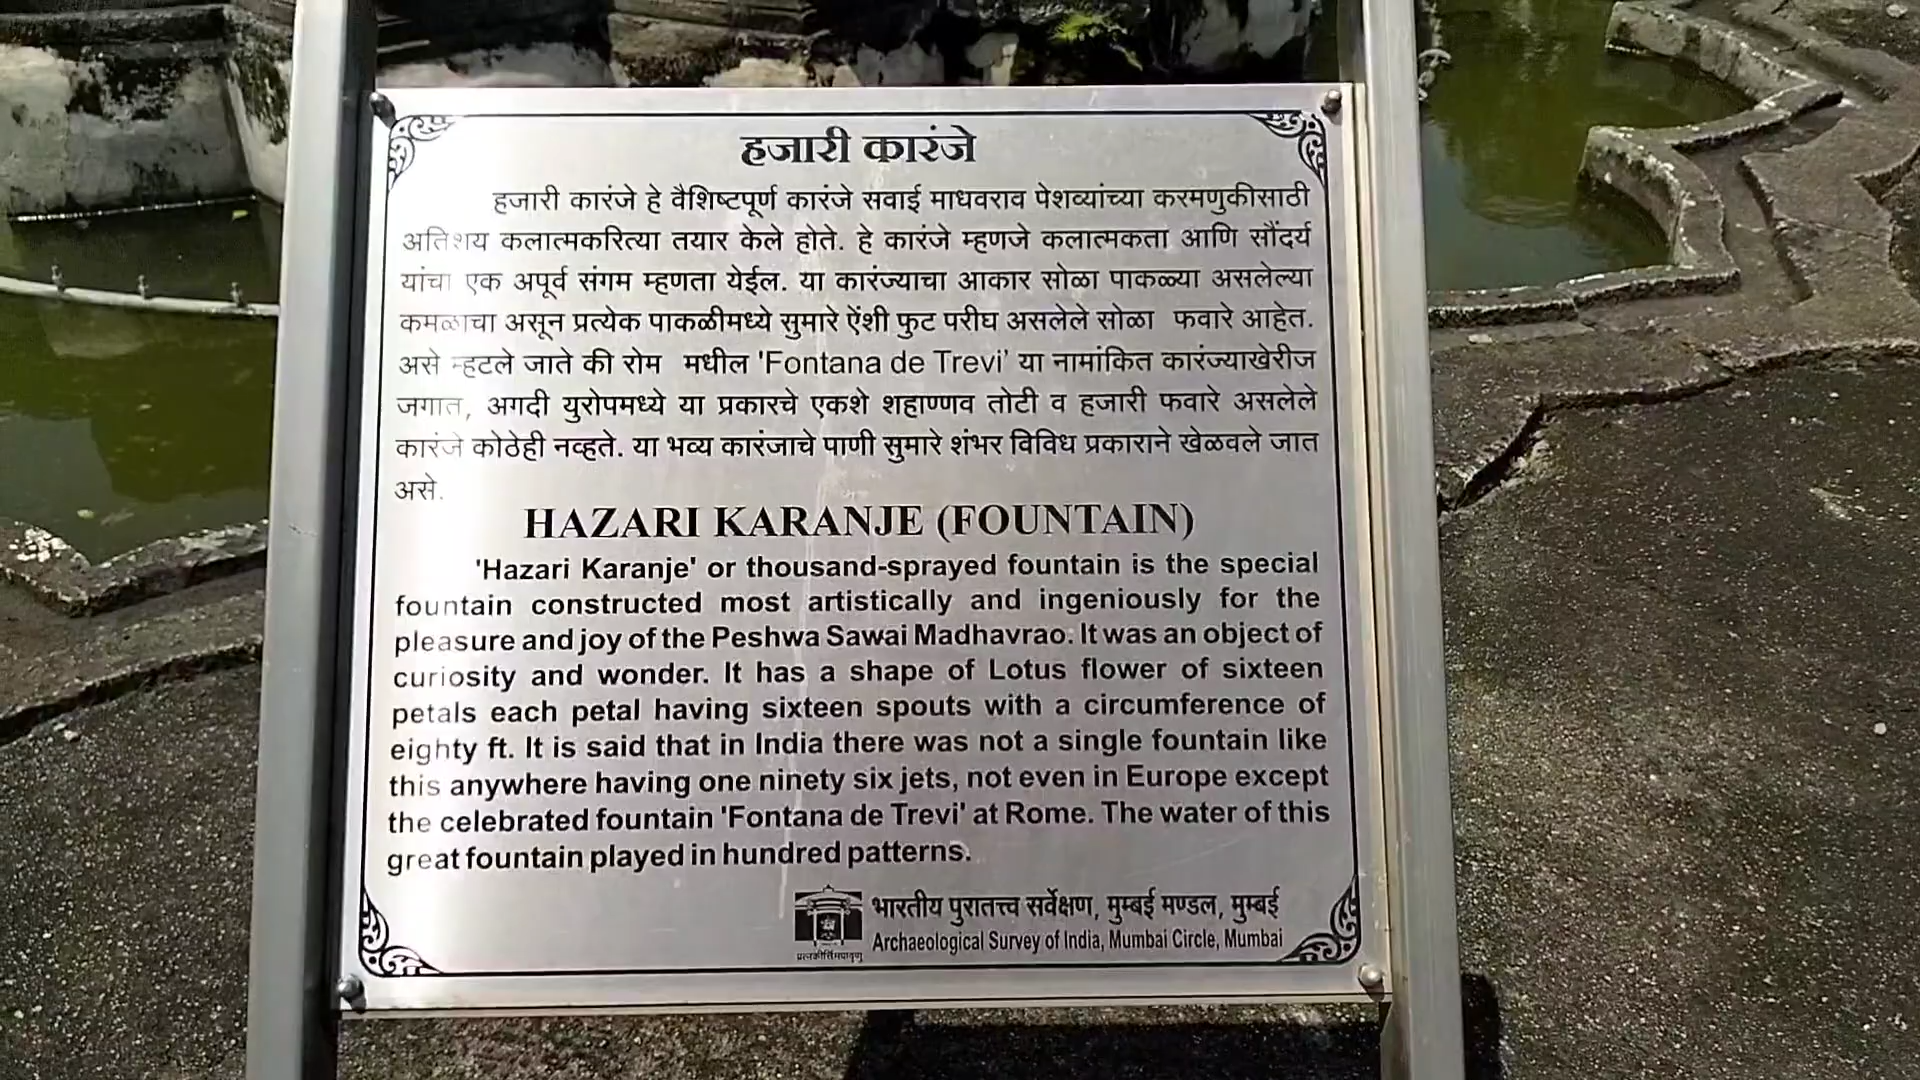 हजारी कारंजे
हजारी कारंजे हे वैशिष्टपूर्ण कारंजे सवाई माधवराव पेशव्यांच्या करमणुकीसाठी
अतिशय कलात्मकरित्या तयार केले होते. हे कारंजे म्हणजे कलात्मकता आणि सौंदर्य
यांचा एक अपूर्व संगम म्हणता येईल. या कारंज्याचा आकार सोळा पाकळ्या असलेल्या
कमळाचा असून प्रत्येक पाकळीमध्ये सुमारे ऐंशी फुट परीघ असलेले सोळा फवारे आहेत.
असे म्हटले जाते की रोम मधील 'Fontana de Trevi' या नामांकित कारंज्याखेरीज
जगात, अगदी युरोपमध्ये या प्रकारचे एकशे शहाण्णव तोटी व हजारी फवारे असलेले
कारंजे कोठेही नव्हते. या भव्य कारंजाचे पाणी सुमारे शंभर विविध प्रकाराने खेळवले जात
असे.
HAZARI KARANJE (FOUNTAIN)
'Hazari Karanje' or thousand-sprayed fountain is the special
fountain constructed most artistically and ingeniously for the
pleasure and joy of the Peshwa Sawai Madhavrao. It was an object of
curiosity and wonder. It has a shape of Lotus flower of sixteen
petals each petal having sixteen spouts with a circumference of
eighty ft. It is said that in India there was not a single fountain like
this anywhere having one ninety six jets, not even in Europe except
the celebrated fountain 'Fontana de Trevi' at Rome. The water of this
great fountain played in hundred patterns.
भारतीय पुरातत्त्व सर्वेक्षण, मुम्बई मण्डल, मुम्बई
Archaeological Survey of India, Mumbai Circle, Mumbai